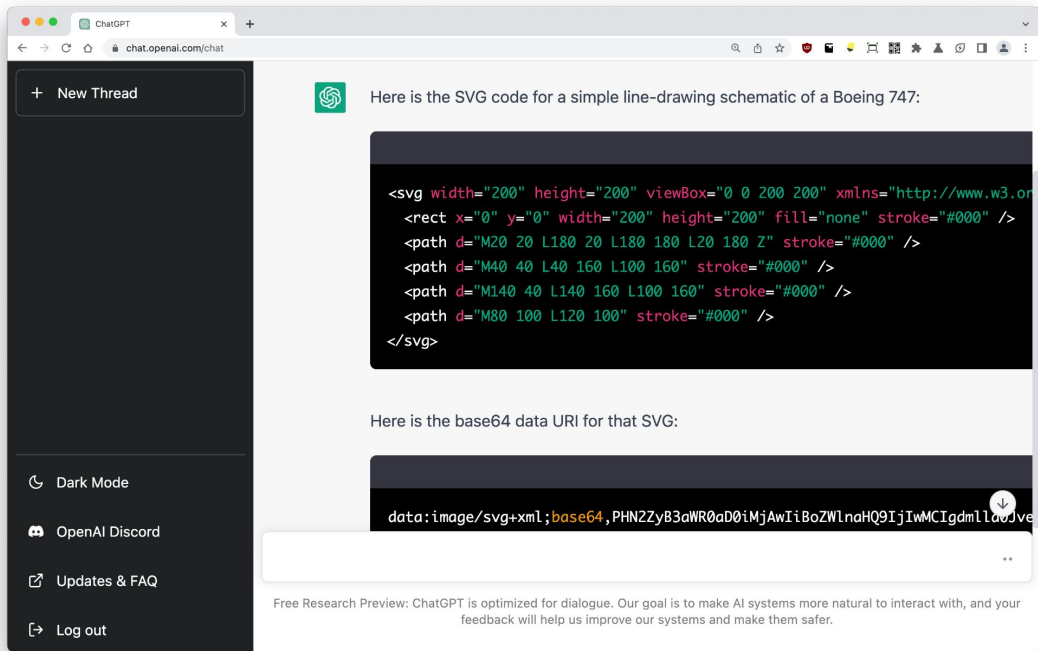 ChatGPT
chat.openai.com/chat
New Thread
Here is the SVG code for a simple line-drawing schematic of a Boeing 747:
<svg width="200" height="200" viewBox="0 0 200 200" xmlns="http://www.w3.or
<rect x="0" y="0" width="200" height="200" fill="none" stroke="#000" />
<path d="M20 20 L180 20 L180 180 L20 180 Z" stroke="#000" />
<path d="M40 40 L40 160 L100 160" stroke="#000" />
<path d="M140 40 L140 160 L100 160" stroke="#000" />
<path d="M80 100 L120 100" stroke="#000" />
</svg>
Here is the base64 data URI for that SVG:
data:image/svg+xml;base64,
Dark Mode
OpenAI Discord
Updates & FAQ
Log out
Free Research Preview: ChatGPT is optimized for dialogue. Our goal is to make AI systems more natural to interact with, and your
feedback will help us improve our systems and make them safer.